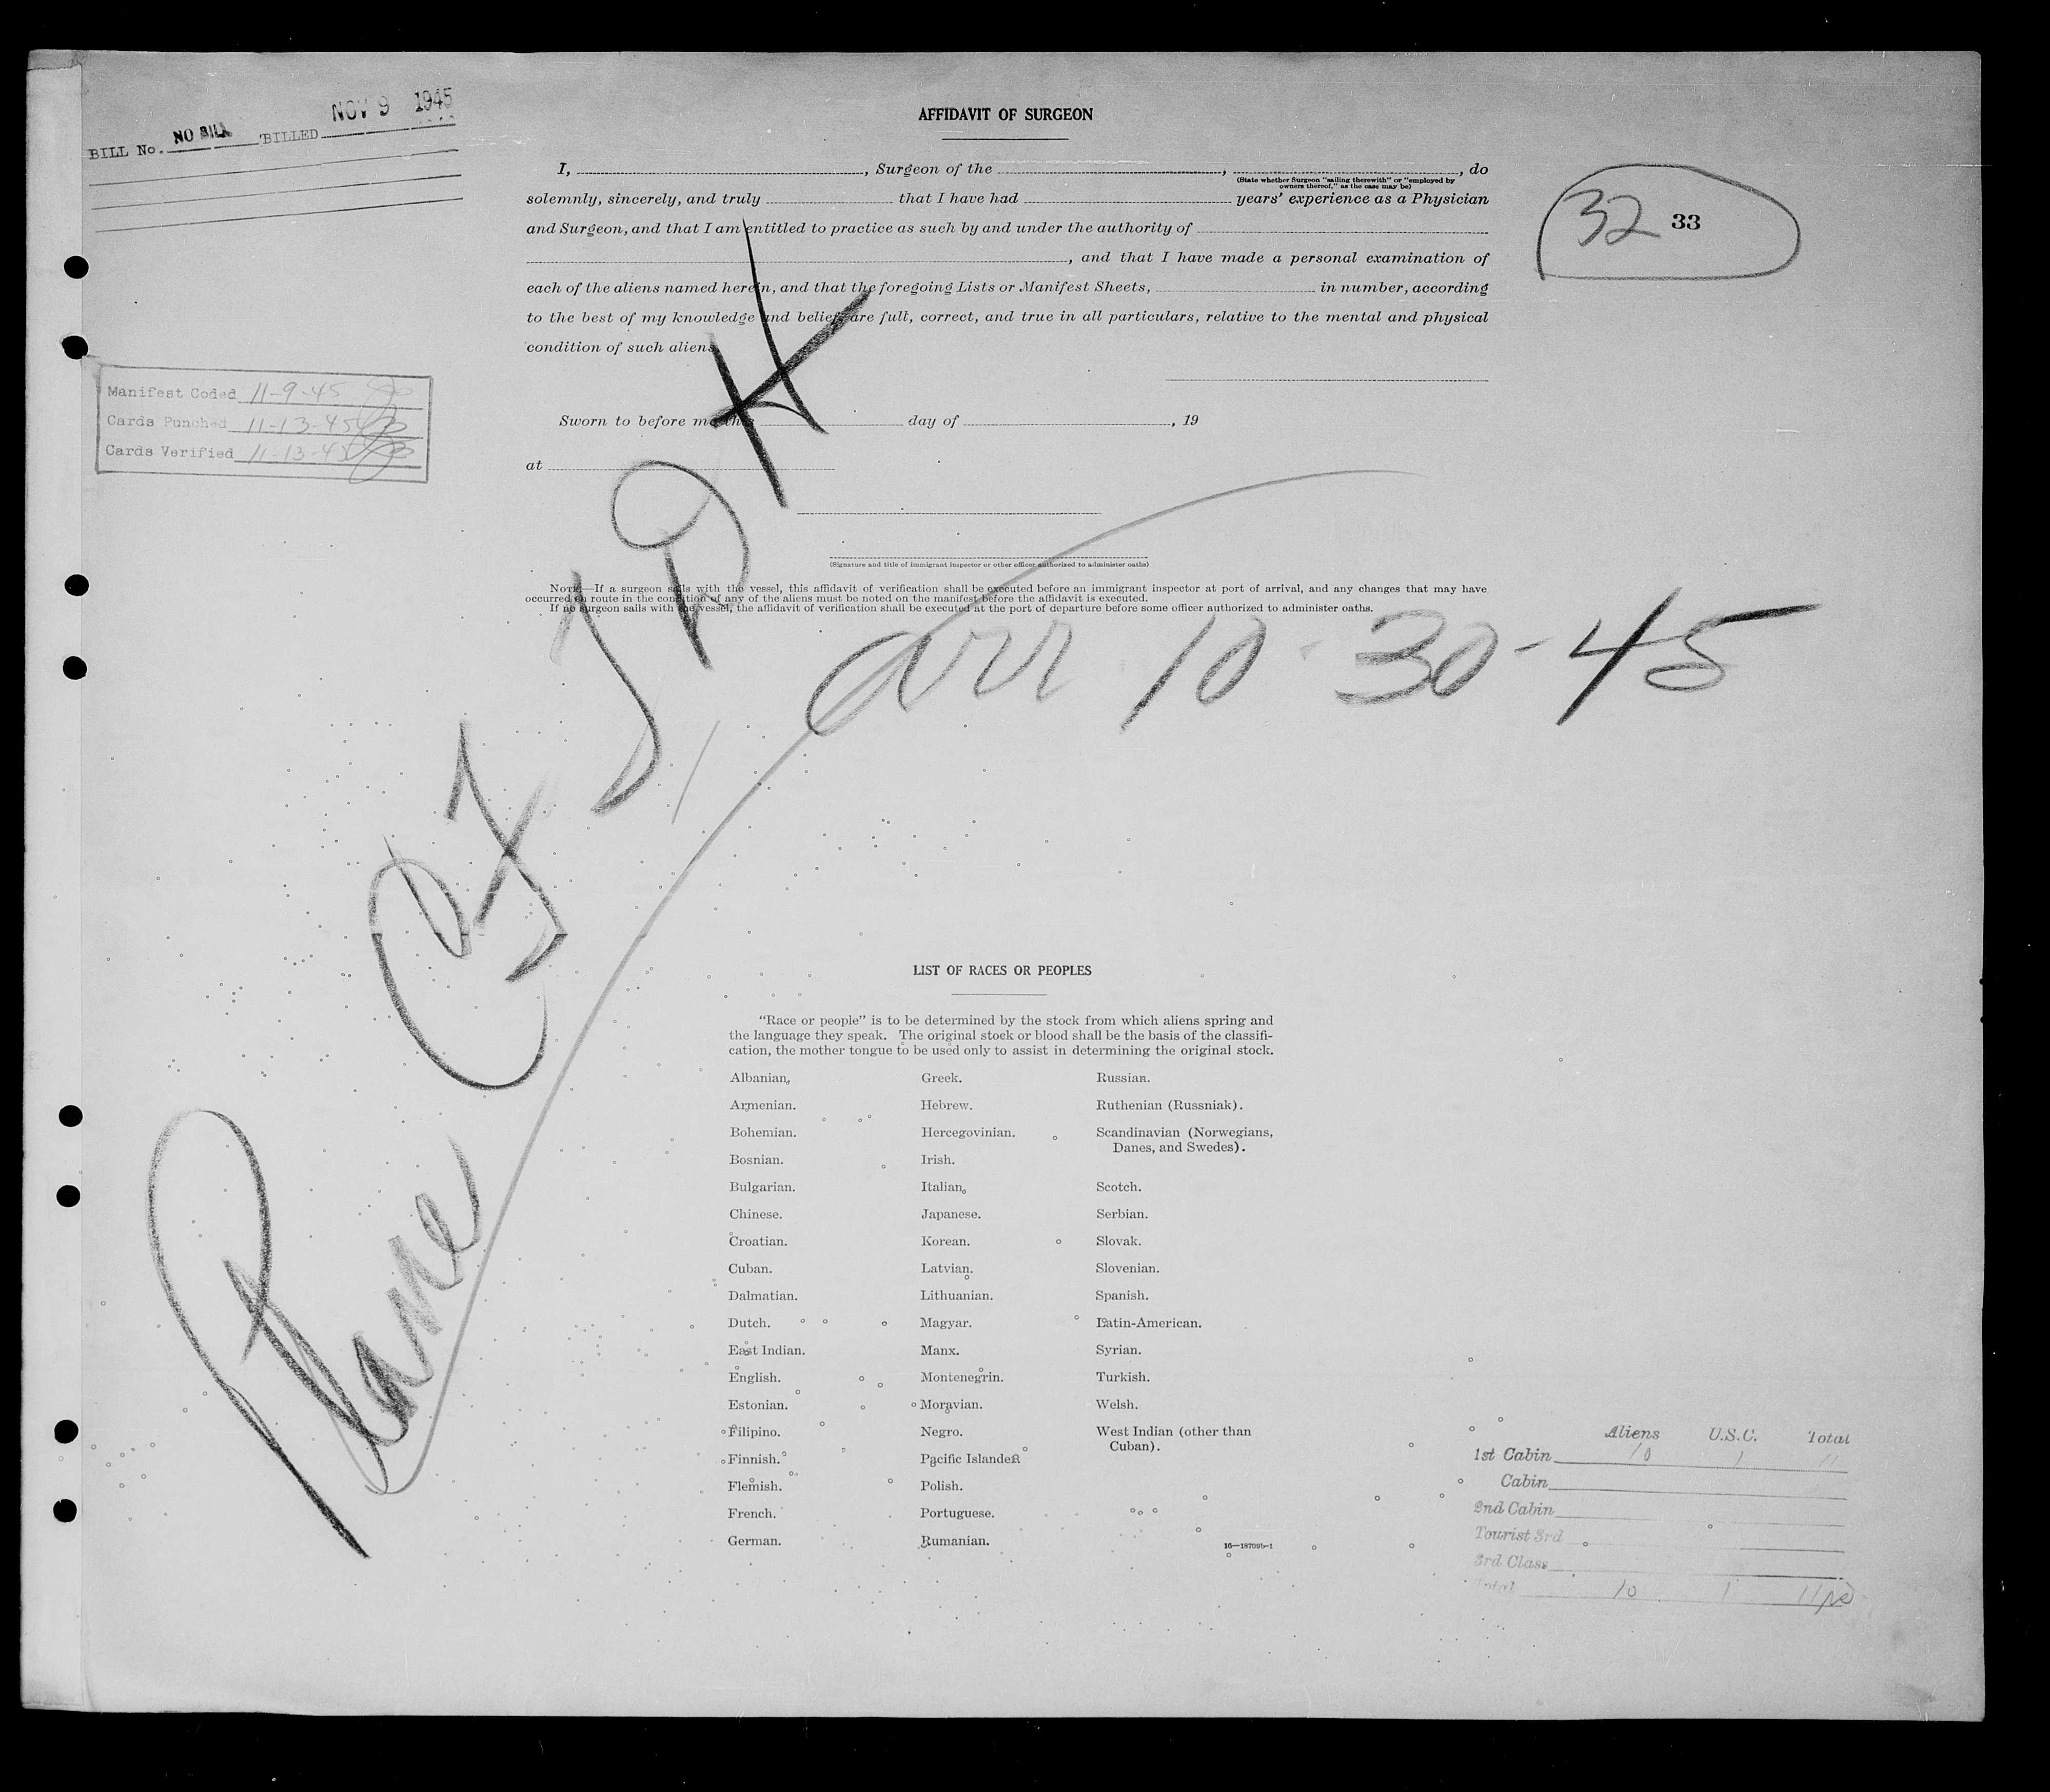 NOV 9 1945
BILL No. NO BILL BILLED
AFFIDAVIT OF SURGEON
I, , Surgeon of the , , do
(State whether Surgeon "sailing therewith" or "employed by
owners thereof," as the case may be)
solemnly, sincerely, and truly that I have had years' experience as a Physician
and Surgeon, and that I am entitled to practice as such by and under the authority of
, and that I have made a personal examination of
each of the aliens named herein, and that the foregoing Lists or Manifest Sheets, in number, according
to the best of my knowledge and belief, are full, correct, and true in all particulars, relative to the mental and physical
condition of such aliens.
32 33
Manifest Coded 11-9-45
Cards Punched 11-13-45
Cards Verified 11-13-45
Sworn to before me this day of , 19
at
(Signature and title of immigrant inspector or other officer authorized to administer oaths)
NOTE.—If a surgeon sails with the vessel, this affidavit of verification shall be executed before an immigrant inspector at port of arrival, and any changes that may have
occurred en route in the condition of any of the aliens must be noted on the manifest before the affidavit is executed.
If no surgeon sails with the vessel, the affidavit of verification shall be executed at the port of departure before some officer authorized to administer oaths.
Plane
arr 10-30-45
LIST OF RACES OR PEOPLES
"Race or people" is to be determined by the stock from which aliens spring and
the language they speak. The original stock or blood shall be the basis of the classifi-
cation, the mother tongue to be used only to assist in determining the original stock.
Albanian.
Armenian.
Bohemian.
Bosnian.
Bulgarian.
Chinese.
Croatian.
Cuban.
Dalmatian.
Dutch.
East Indian.
English.
Estonian.
Filipino.
Finnish.
Flemish.
French.
German.
Greek.
Hebrew.
Hercegovinian.
Irish.
Italian.
Japanese.
Korean.
Latvian.
Lithuanian.
Magyar.
Manx.
Montenegrin.
Moravian.
Negro.
Pacific Islander.
Polish.
Portuguese.
Rumanian.
Russian.
Ruthenian (Russniak).
Scandinavian (Norwegians,
Danes, and Swedes).
Scotch.
Serbian.
Slovak.
Slovenian.
Spanish.
Latin-American.
Syrian.
Turkish.
Welsh.
West Indian (other than
Cuban).
16—18709b-1
Aliens U.S.C. Total
1st Cabin 10 1 11
Cabin
2nd Cabin
Tourist 3rd
3rd Class
Total 10 1 11